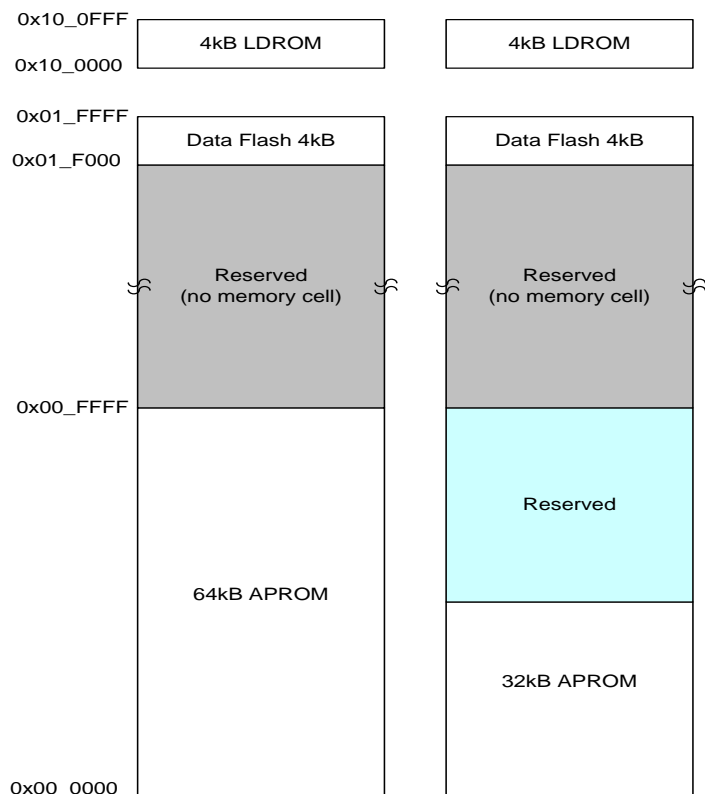 0x10_0FFF
4kB LDROM
4kB LDROM
0x10_0000
0x01_FFFF
Data Flash 4kB
Data Flash 4kB
0x01_F000
Reserved
(no memory cell)
Reserved
(no memory cell)
0x00_FFFF
Reserved
64kB APROM
32kB APROM
0x00_0000